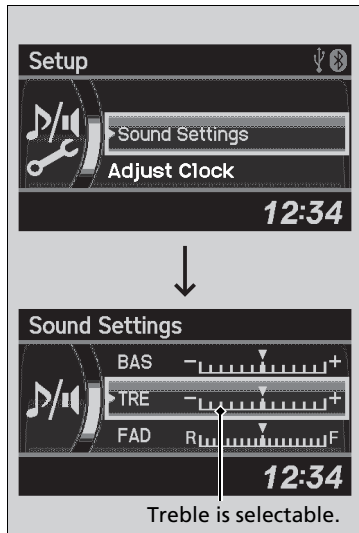 Setup
Sound Settings
Adjust Clock
12:34
Sound Settings
BAS - +
TRE - +
FAD R F
12:34
Treble is selectable.